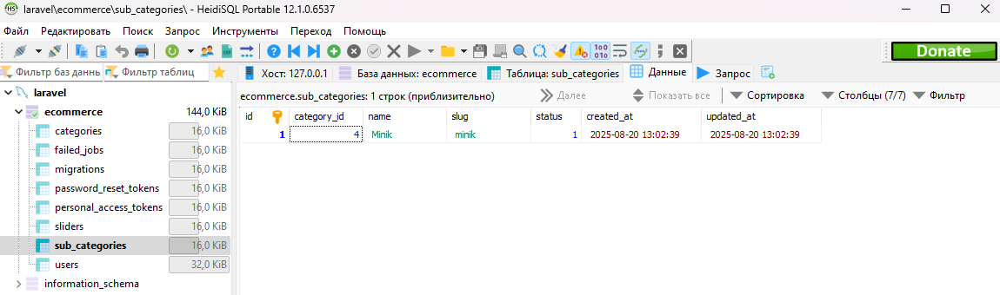 laravel\ecommerce\sub_categories\ - HeidiSQL Portable 12.1.0.6537
Файл Редактировать Поиск Запрос Инструменты Переход Помощь
Donate
Фильтр баз данны Фильтр таблиц
Хост: 127.0.0.1 База данных: ecommerce Таблица: sub_categories Данные Запрос
laravel
ecommerce 144,0 KiB
categories 16,0 KiB
failed_jobs 16,0 KiB
migrations 16,0 KiB
password_reset_tokens 16,0 KiB
personal_access_tokens 16,0 KiB
sliders 16,0 KiB
sub_categories 16,0 KiB
users 32,0 KiB
information_schema
ecommerce.sub_categories: 1 строк (приблизительно) Далее Показать все Сортировка Столбцы (7/7) Фильтр
id category_id name slug status created_at updated_at
1 4 Minik minik 1 2025-08-20 13:02:39 2025-08-20 13:02:39